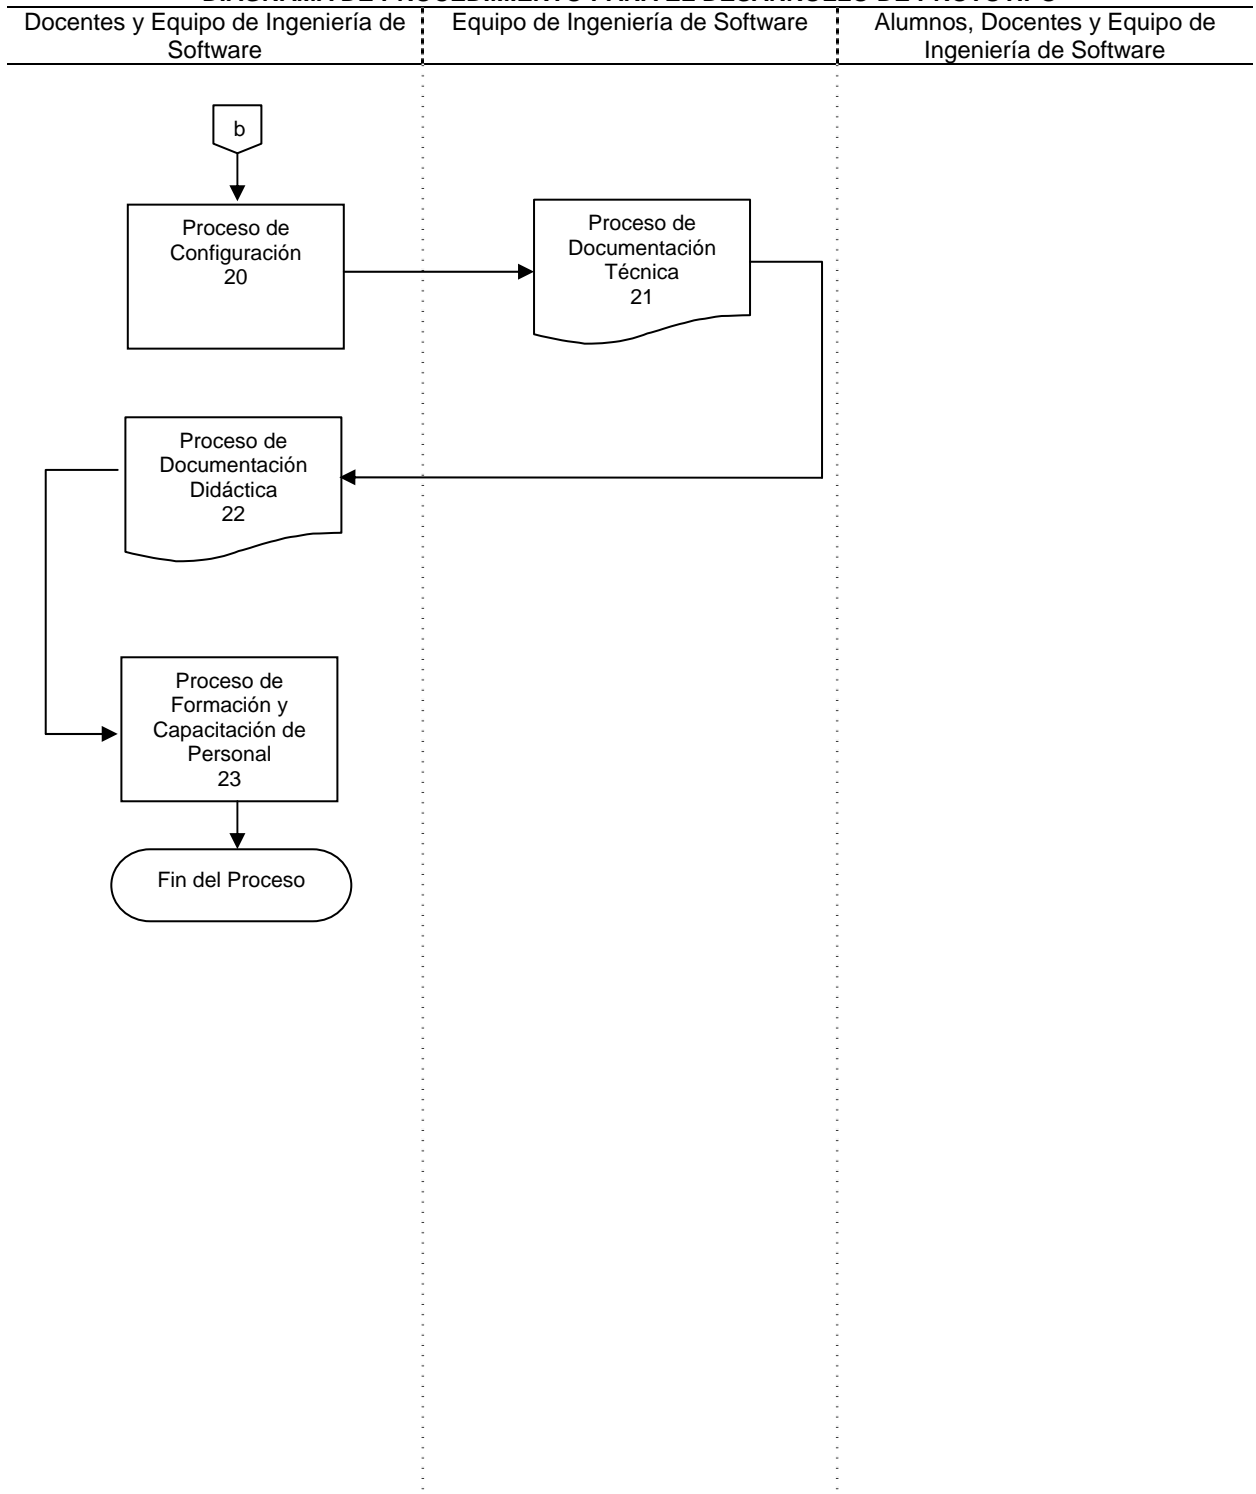 Docentes y Equipo de Ingeniería de
Software
Equipo de Ingeniería de Software
Alumnos, Docentes y Equipo de
Ingeniería de Software
b
Proceso de
Configuración
20
Proceso de
Documentación
Técnica
21
Proceso de
Documentación
Didáctica
22
Proceso de
Formación y
Capacitación de
Personal
23
Fin del Proceso